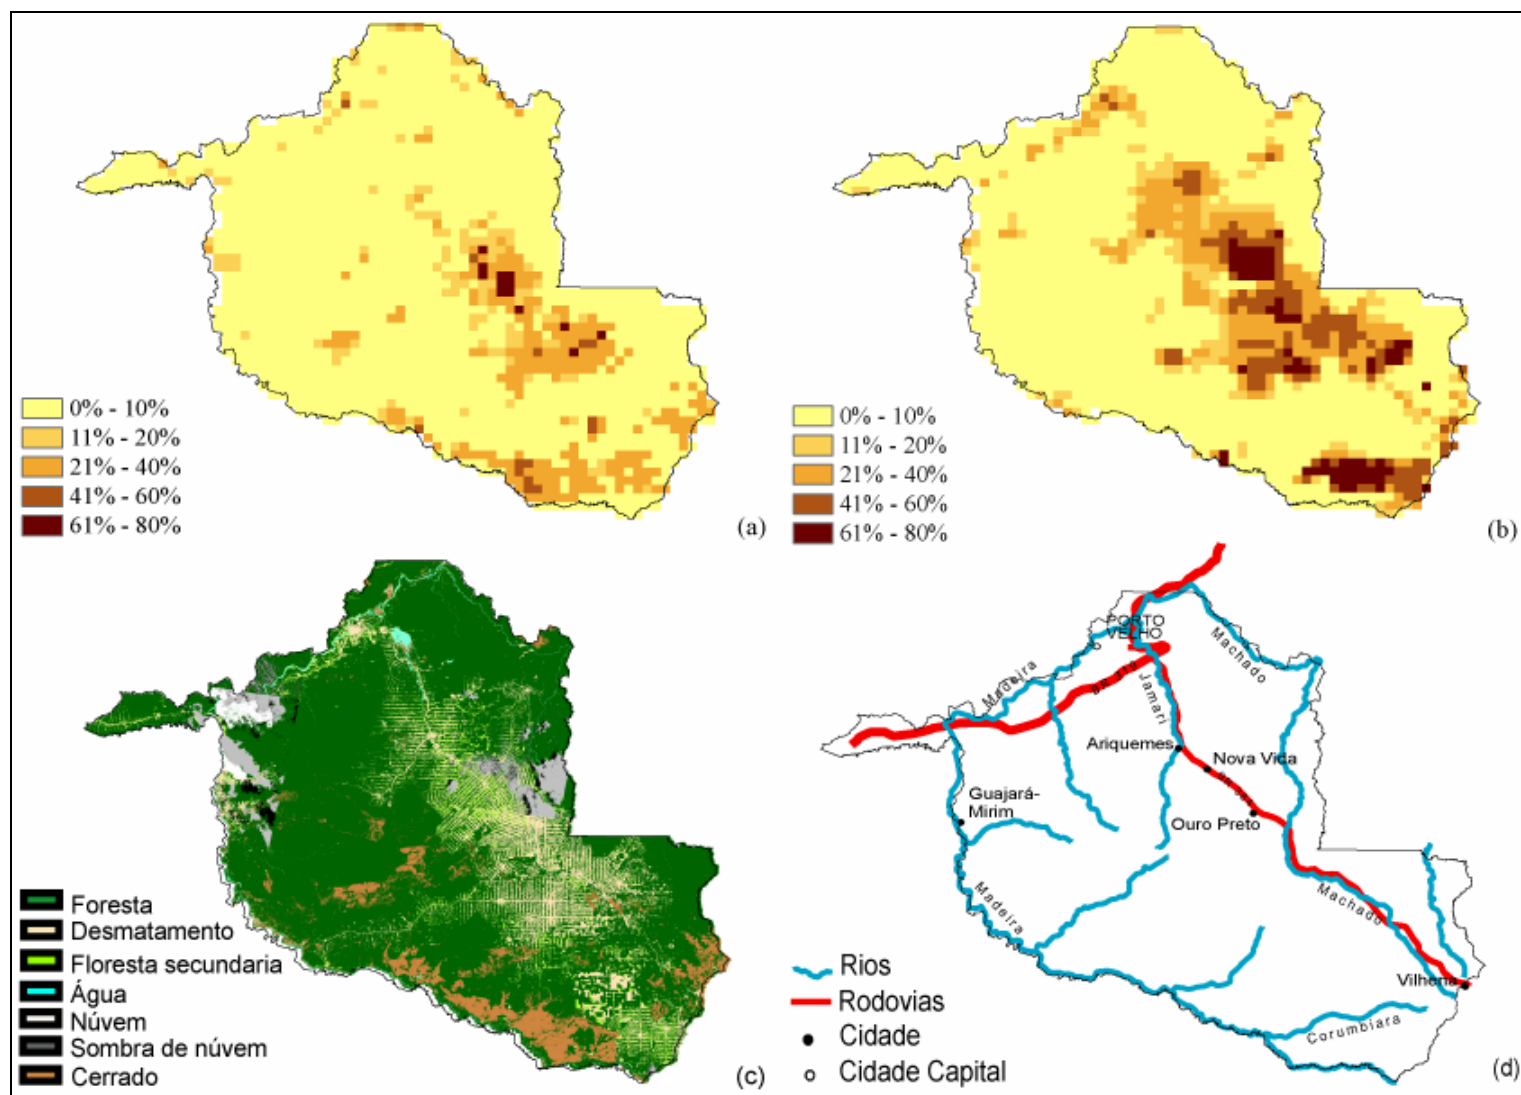 0% - 10%
11% - 20%
21% - 40%
41% - 60%
61% - 80%
(a)
0% - 10%
11% - 20%
21% - 40%
41% - 60%
61% - 80%
(b)
Foresta
Desmatamento
Floresta secundaria
Água
Núvem
Sombra de núvem
Cerrado
(c)
PORTO
VELHO
Machado
Madeira
Jamari
Ariquemes
Nova Vida
Guajará-
Mirim
Ouro Preto
Madeira
Machado
Vilhena
Corumbiara
Rios
Rodovias
Cidade
Cidade Capital
(d)